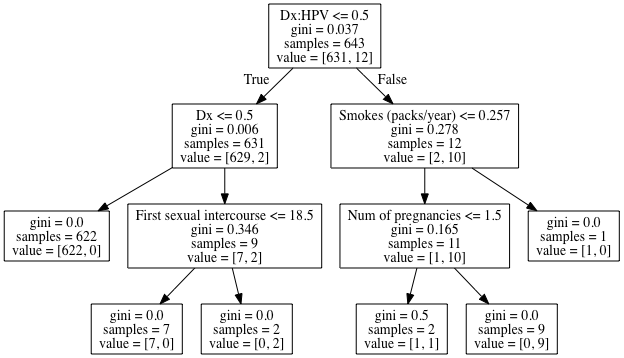 Dx:HPV <= 0.5
gini = 0.037
samples = 643
value = [631, 12]
True
False
Dx <= 0.5
gini = 0.006
samples = 631
value = [629, 2]
Smokes (packs/year) <= 0.257
gini = 0.278
samples = 12
value = [2, 10]
gini = 0.0
samples = 622
value = [622, 0]
First sexual intercourse <= 18.5
gini = 0.346
samples = 9
value = [7, 2]
Num of pregnancies <= 1.5
gini = 0.165
samples = 11
value = [1, 10]
gini = 0.0
samples = 1
value = [1, 0]
gini = 0.0
samples = 7
value = [7, 0]
gini = 0.0
samples = 2
value = [0, 2]
gini = 0.5
samples = 2
value = [1, 1]
gini = 0.0
samples = 9
value = [0, 9]